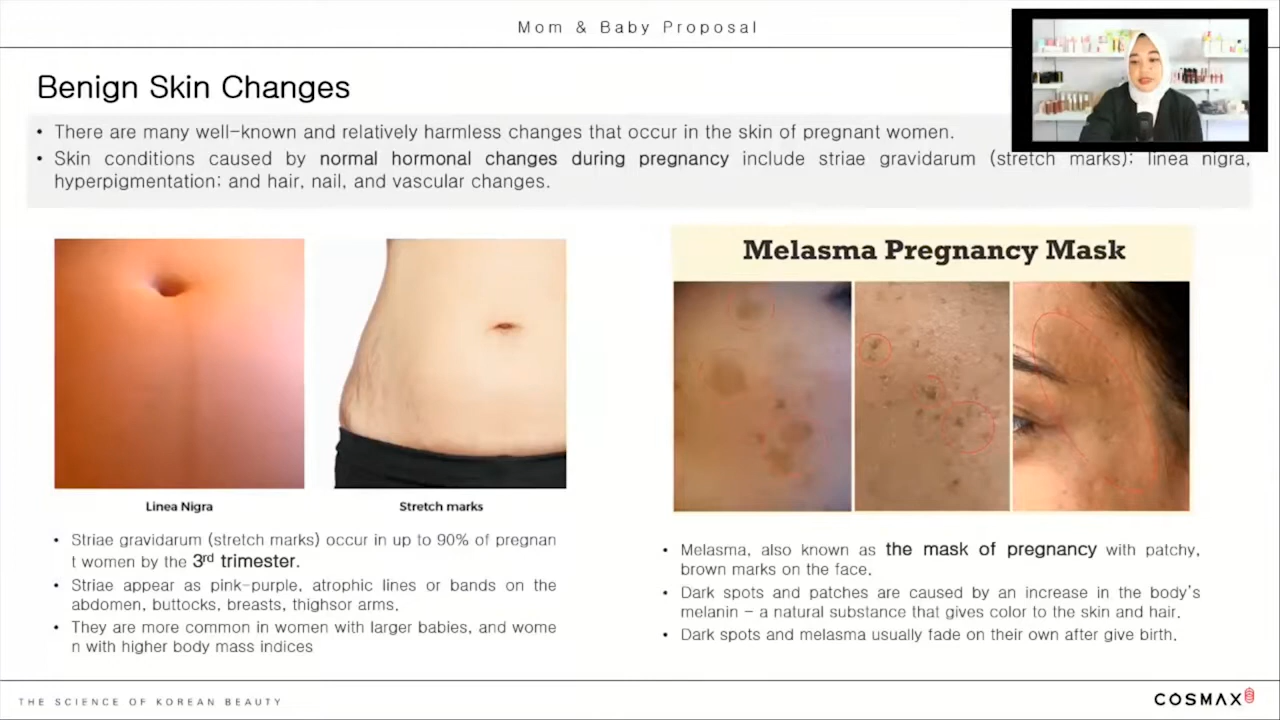 Mom & Baby Proposal
Benign Skin Changes
• There are many well-known and relatively harmless changes that occur in the skin of pregnant women.
• Skin conditions caused by normal hormonal changes during pregnancy include striae gravidarum (stretch marks); linea nigra,
hyperpigmentation; and hair, nail, and vascular changes.
Linea Nigra
Stretch marks
• Striae gravidarum (stretch marks) occur in up to 90% of pregnan
t women by the 3rd trimester.
• Striae appear as pink-purple, atrophic lines or bands on the
abdomen, buttocks, breasts, thighsor arms.
• They are more common in women with larger babies, and wome
n with higher body mass indices
Melasma Pregnancy Mask
• Melasma, also known as the mask of pregnancy with patchy,
brown marks on the face.
• Dark spots and patches are caused by an increase in the body's
melanin - a natural substance that gives color to the skin and hair.
• Dark spots and melasma usually fade on their own after give birth.
THE SCIENCE OF KOREAN BEAUTY
COSMAX